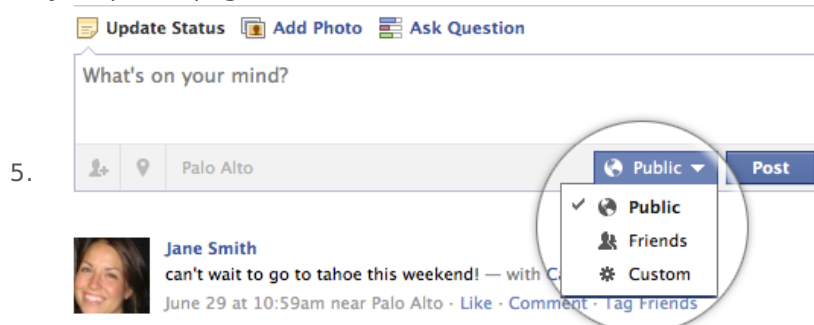 Update Status Add Photo Ask Question
What's on your mind?
5.
Palo Alto Public Post
Public
Friends
Custom
Jane Smith
can't wait to go to tahoe this weekend! — with
June 29 at 10:59am near Palo Alto · Like · Comment · Tag Friends